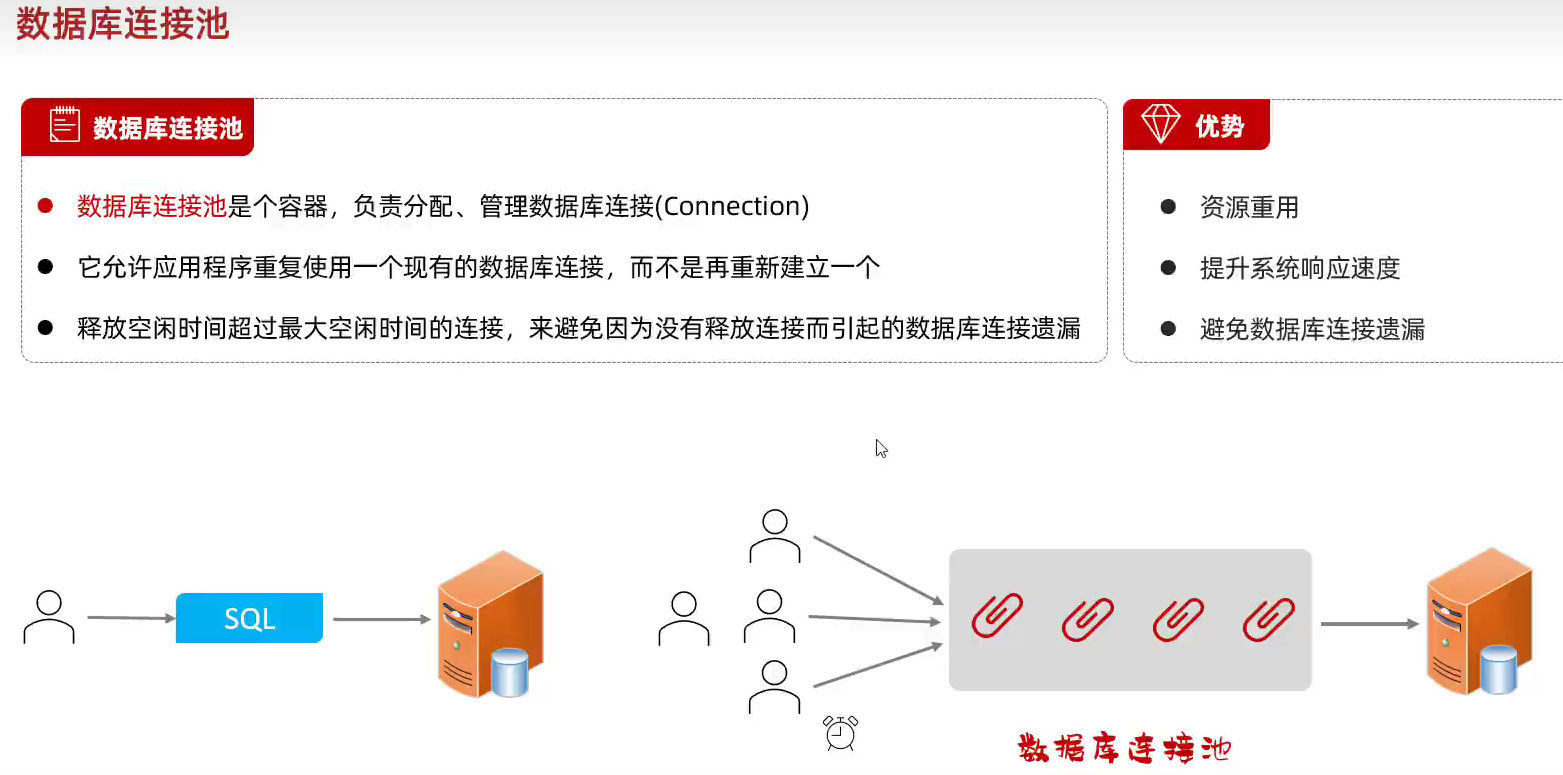 数据库连接池
数据库连接池
数据库连接池是个容器，负责分配、管理数据库连接(Connection)
它允许应用程序重复使用一个现有的数据库连接，而不是再重新建立一个
释放空闲时间超过最大空闲时间的连接，来避免因为没有释放连接而引起的数据库连接遗漏
优势
资源重用
提升系统响应速度
避免数据库连接遗漏
SQL
数据库连接池